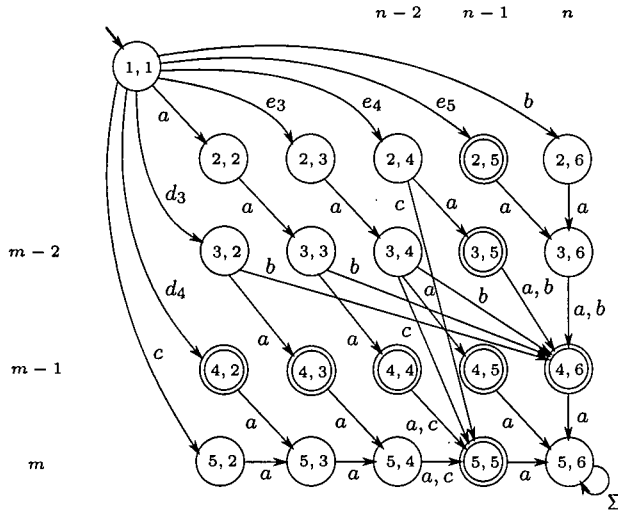 n − 2 n − 1 n
1, 1
a e₃ e₄ e₅ b
2, 2 2, 3 2, 4 2, 5 2, 6
d₃ a a c a a a
m − 2 3, 2 3, 3 3, 4 3, 5 3, 6
b b a b a, b a, b
d₄ a a c
m − 1 4, 2 4, 3 4, 4 4, 5 4, 6
c a a a, c a a
m 5, 2 5, 3 5, 4 5, 5 5, 6
a a a, c a
Σ